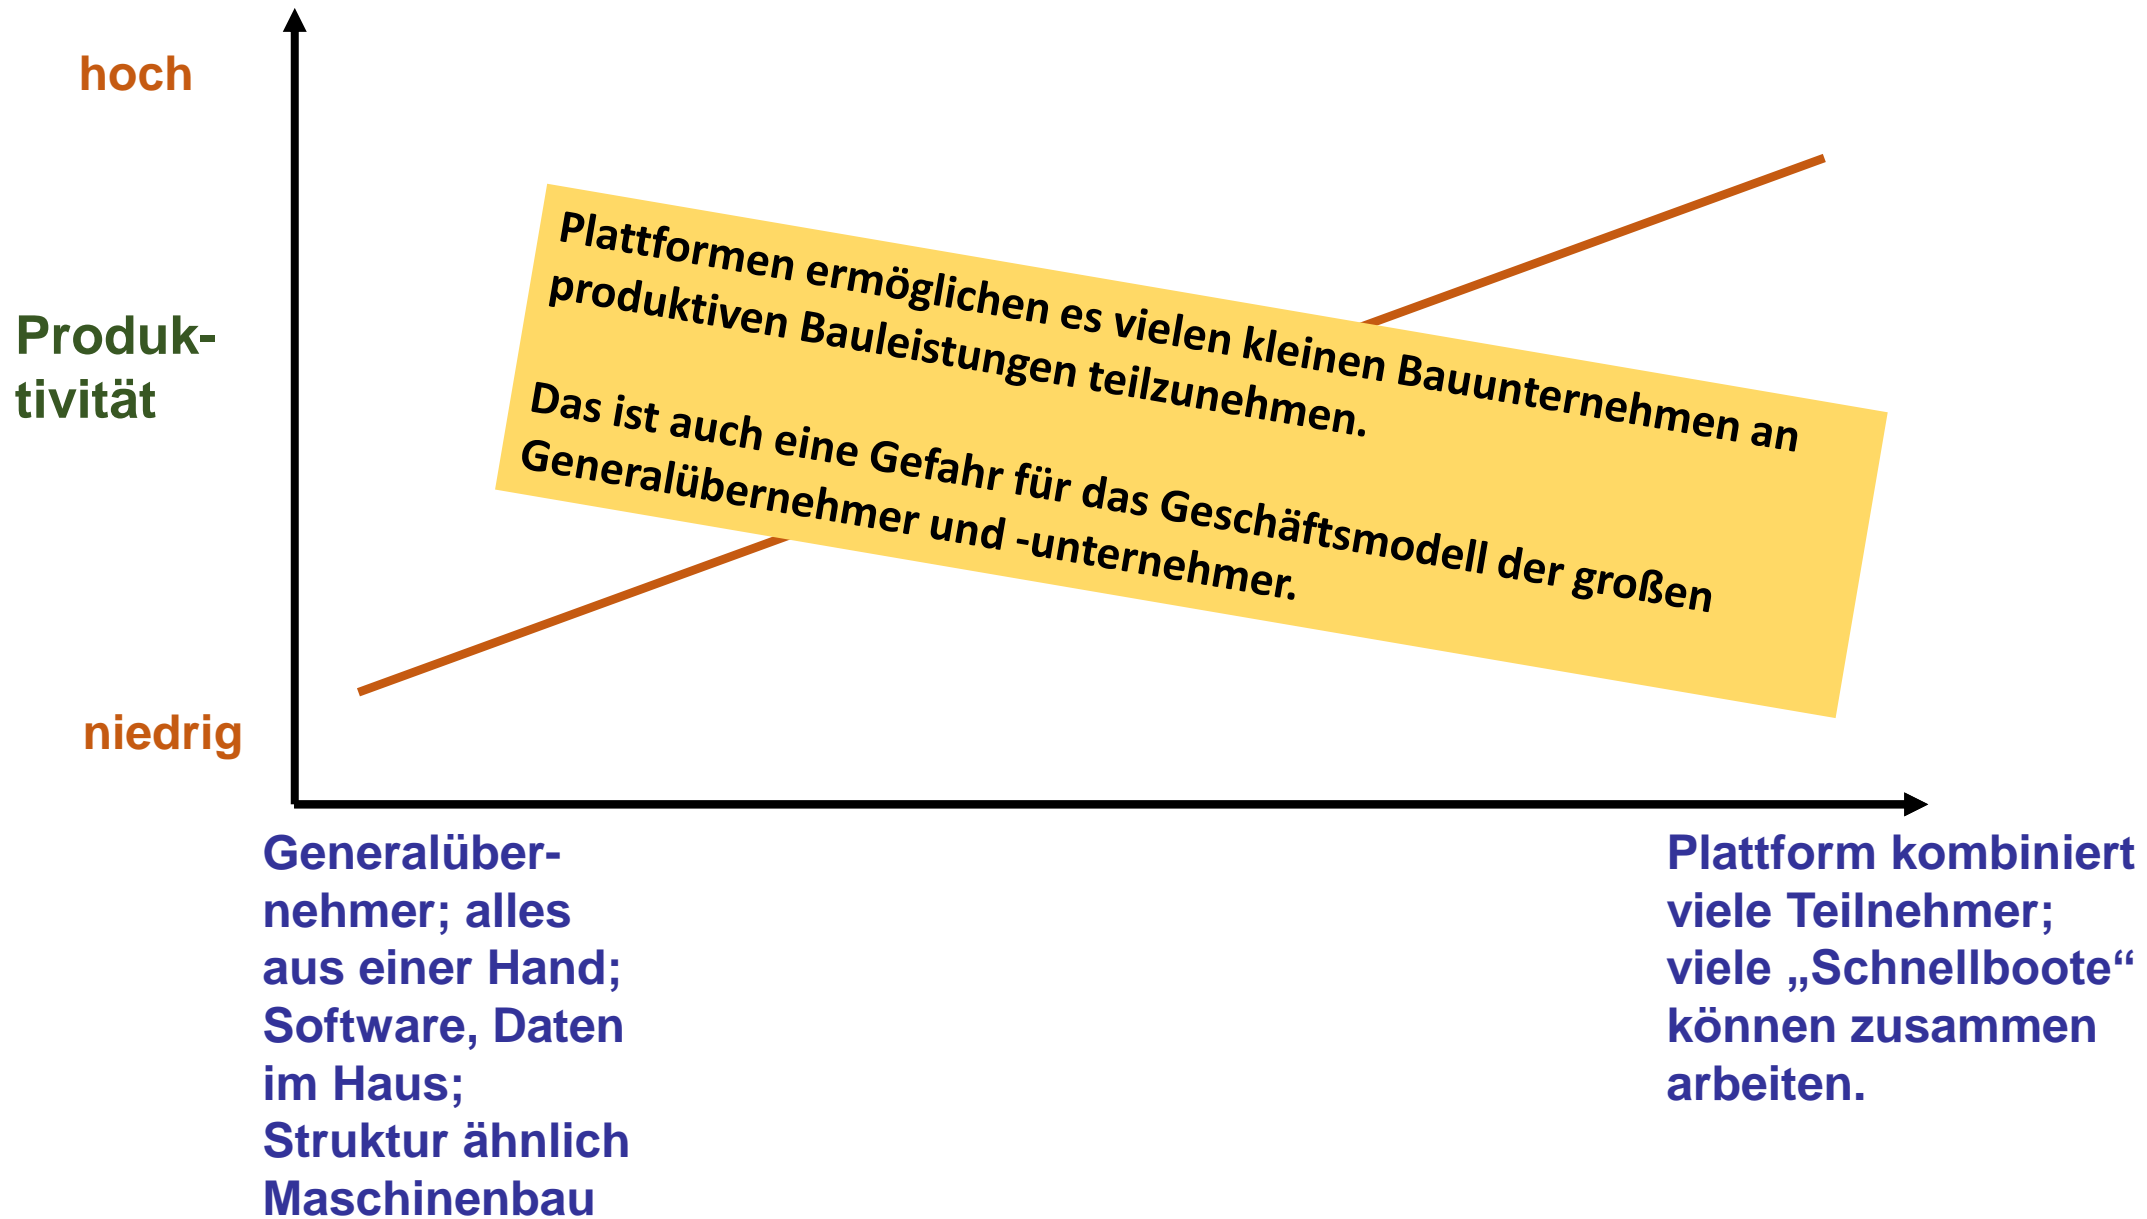 hoch
Plattformen ermöglichen es vielen kleinen Bauunternehmen an
produktiven Bauleistungen teilzunehmen.
Das ist auch eine Gefahr für das Geschäftsmodell der großen
Generalübernehmer und -unternehmer.
Produk-
tivität
niedrig
Generalüber-
nehmer; alles
aus einer Hand;
Software, Daten
im Haus;
Struktur ähnlich
Maschinenbau
Plattform kombiniert
viele Teilnehmer;
viele „Schnellboote“
können zusammen
arbeiten.